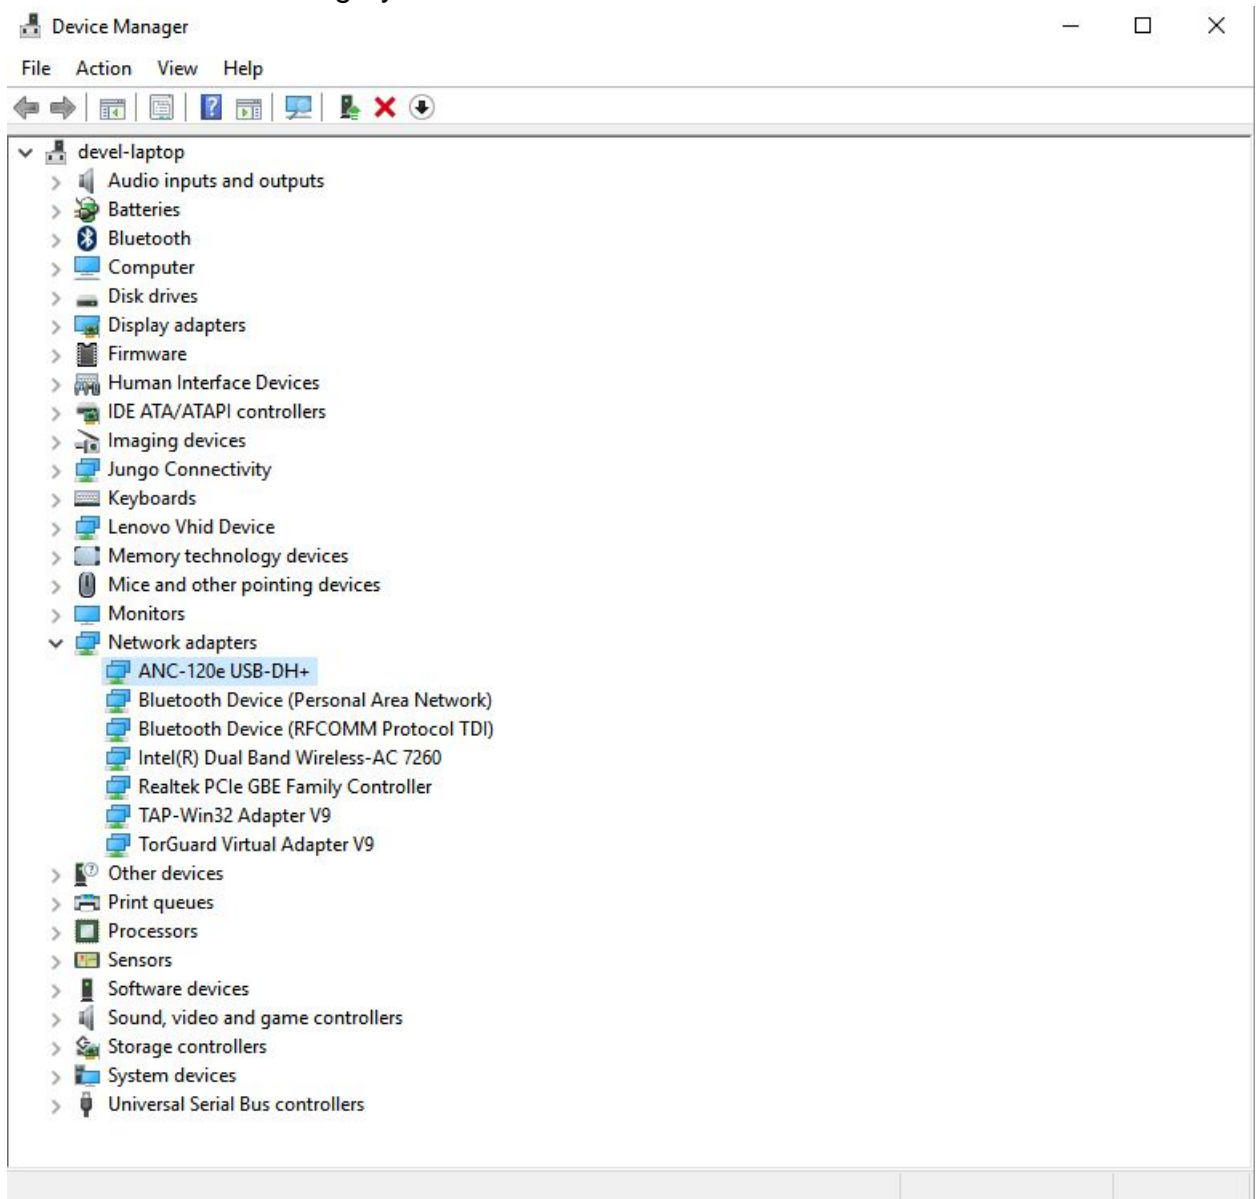 Device Manager
File Action View Help
devel-laptop
Audio inputs and outputs
Batteries
Bluetooth
Computer
Disk drives
Display adapters
Firmware
Human Interface Devices
IDE ATA/ATAPI controllers
Imaging devices
Jungo Connectivity
Keyboards
Lenovo Vhid Device
Memory technology devices
Mice and other pointing devices
Monitors
Network adapters
ANC-120e USB-DH+
Bluetooth Device (Personal Area Network)
Bluetooth Device (RFCOMM Protocol TDI)
Intel(R) Dual Band Wireless-AC 7260
Realtek PCIe GBE Family Controller
TAP-Win32 Adapter V9
TorGuard Virtual Adapter V9
Other devices
Print queues
Processors
Sensors
Software devices
Sound, video and game controllers
Storage controllers
System devices
Universal Serial Bus controllers